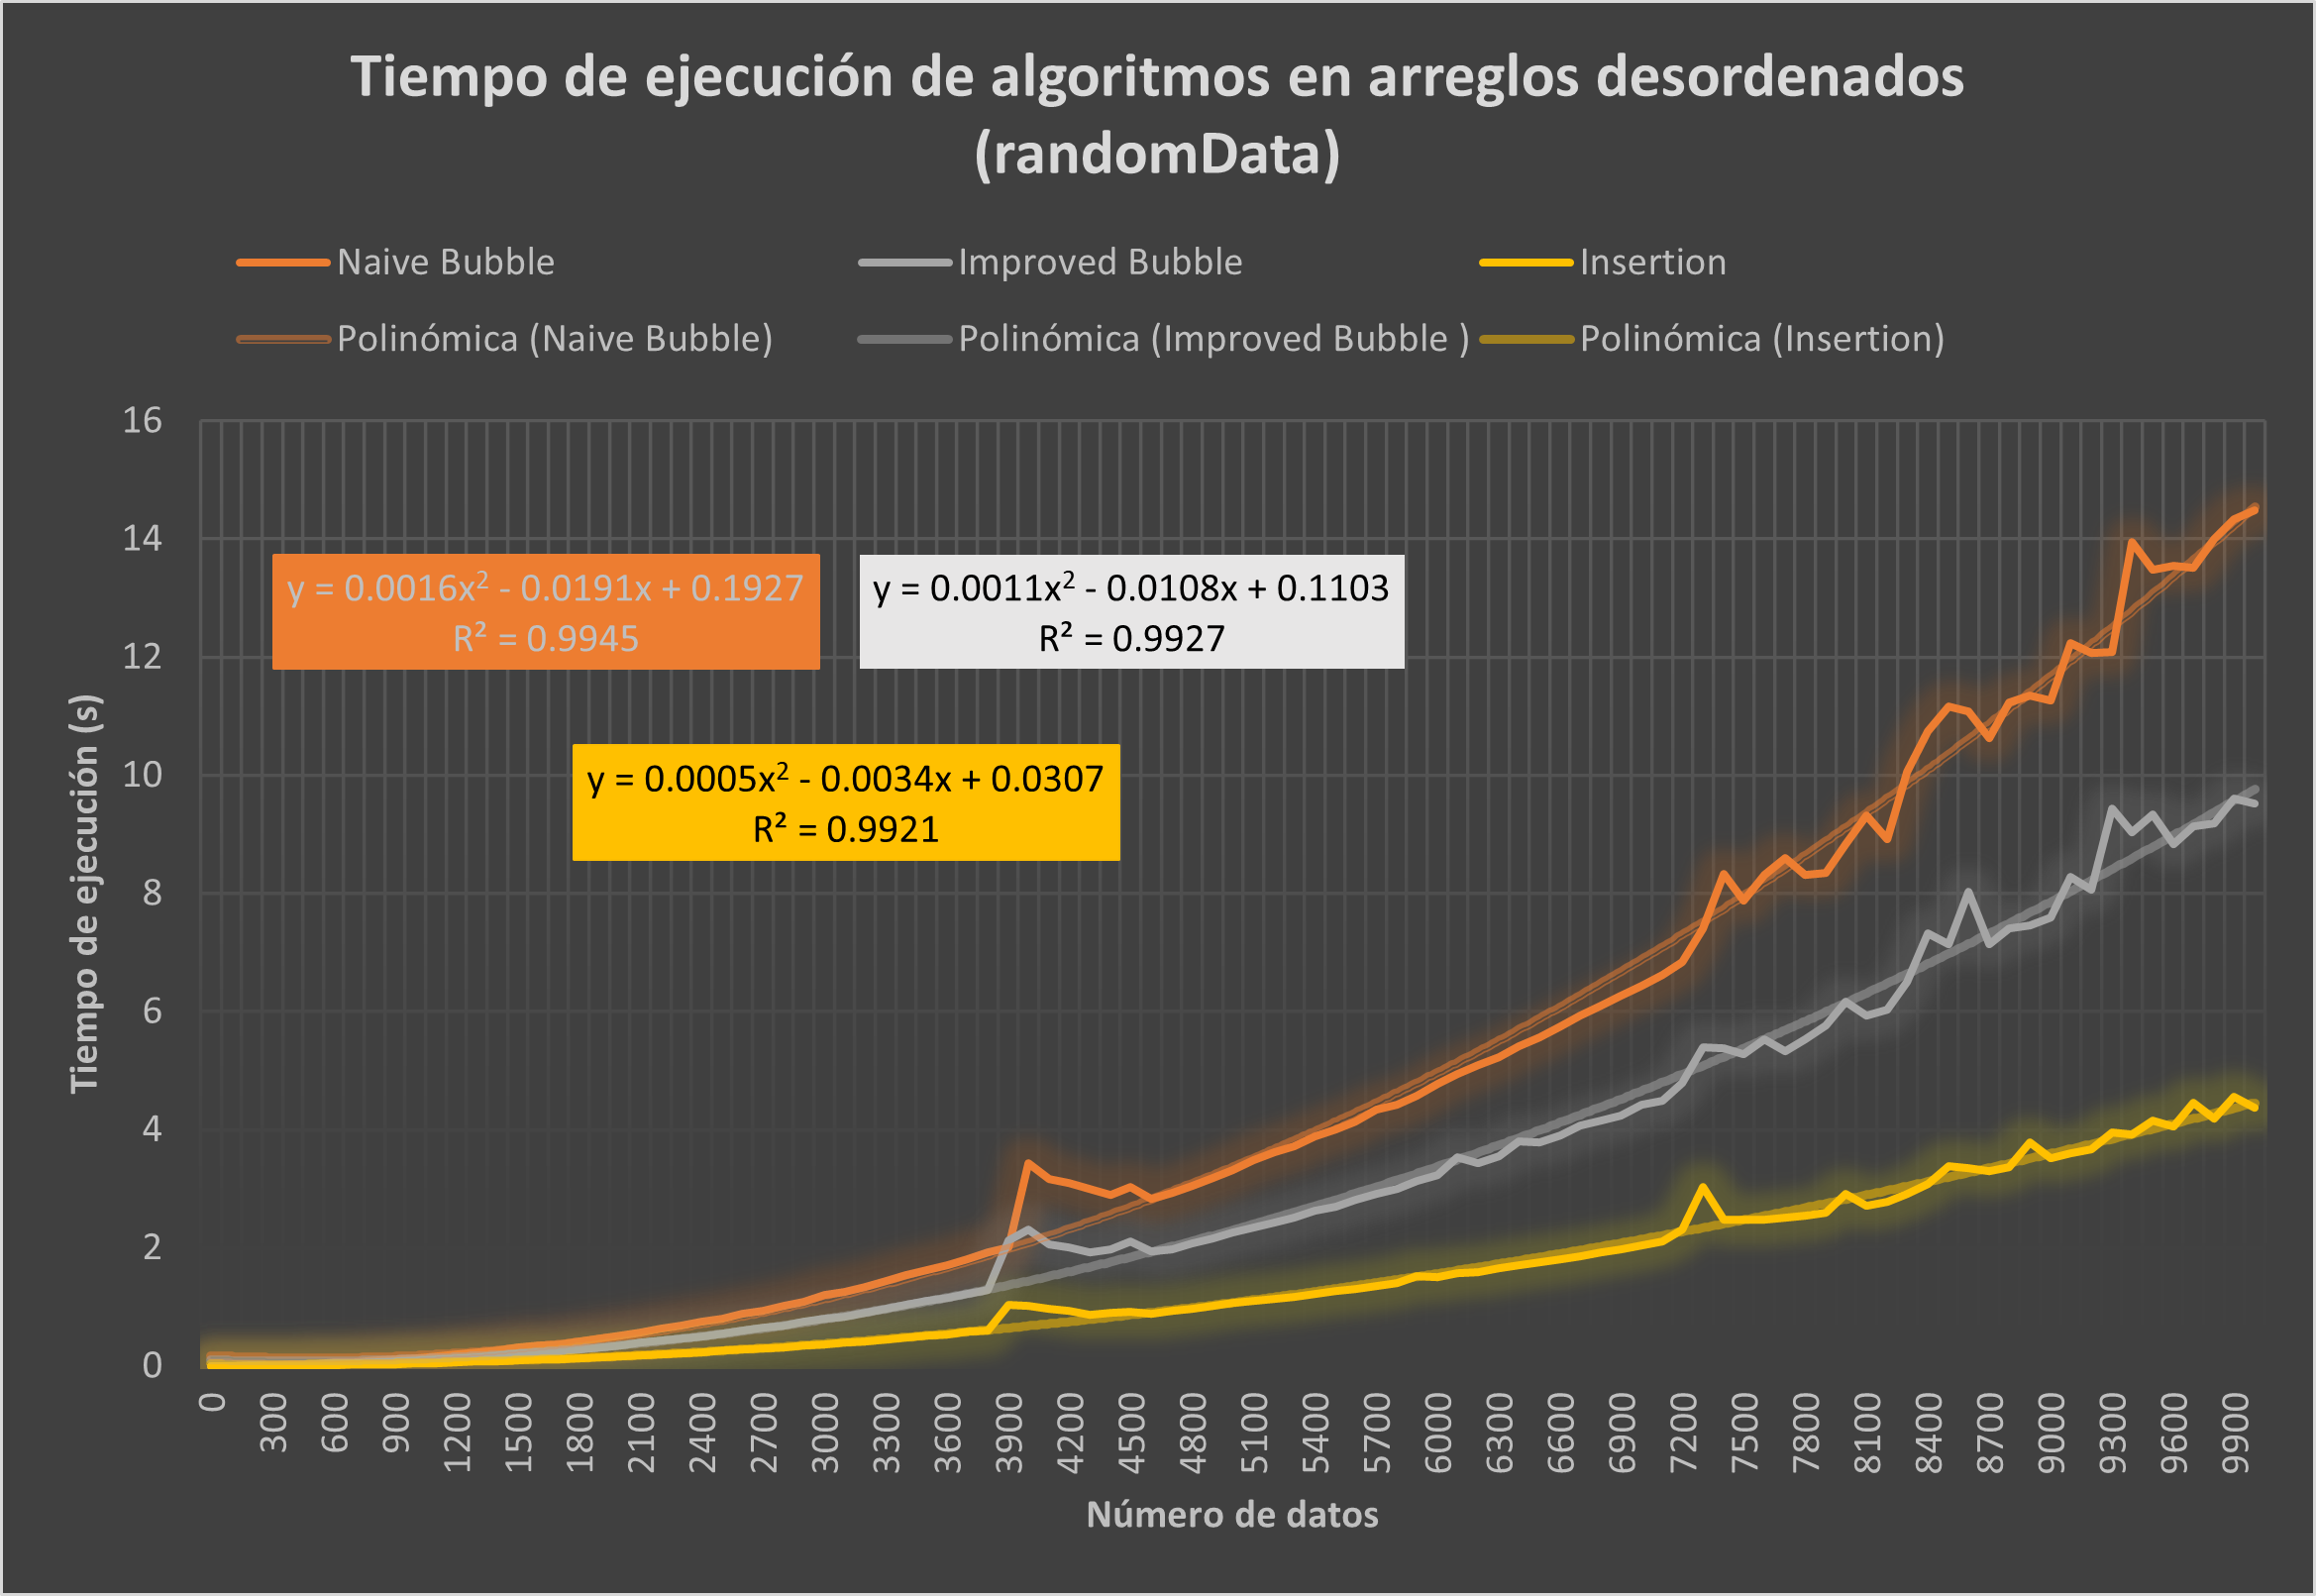 Tiempo de ejecución de algoritmos en arreglos desordenados
(randomData)
Naive Bubble
Improved Bubble
Insertion
Polinómica (Naive Bubble)
Polinómica (Improved Bubble )
Polinómica (Insertion)
y = 0.0016x² - 0.0191x + 0.1927
R² = 0.9945
y = 0.0011x² - 0.0108x + 0.1103
R² = 0.9927
y = 0.0005x² - 0.0034x + 0.0307
R² = 0.9921
Tiempo de ejecución (s)
16
14
12
10
8
6
4
2
0
0
300
600
900
1200
1500
1800
2100
2400
2700
3000
3300
3600
3900
4200
4500
4800
5100
5400
5700
6000
6300
6600
6900
7200
7500
7800
8100
8400
8700
9000
9300
9600
9900
Número de datos